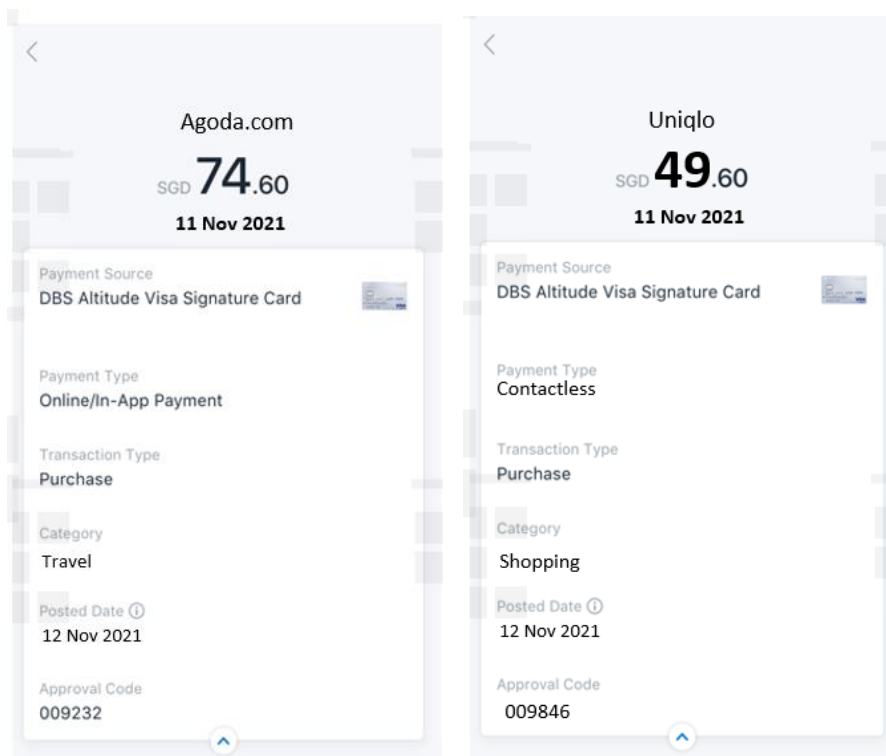 Agoda.com
SGD 74.60
11 Nov 2021
Payment Source
DBS Altitude Visa Signature Card
Payment Type
Online/In-App Payment
Transaction Type
Purchase
Category
Travel
Posted Date
12 Nov 2021
Approval Code
009232
Uniqlo
SGD 49.60
11 Nov 2021
Payment Source
DBS Altitude Visa Signature Card
Payment Type
Contactless
Transaction Type
Purchase
Category
Shopping
Posted Date
12 Nov 2021
Approval Code
009846